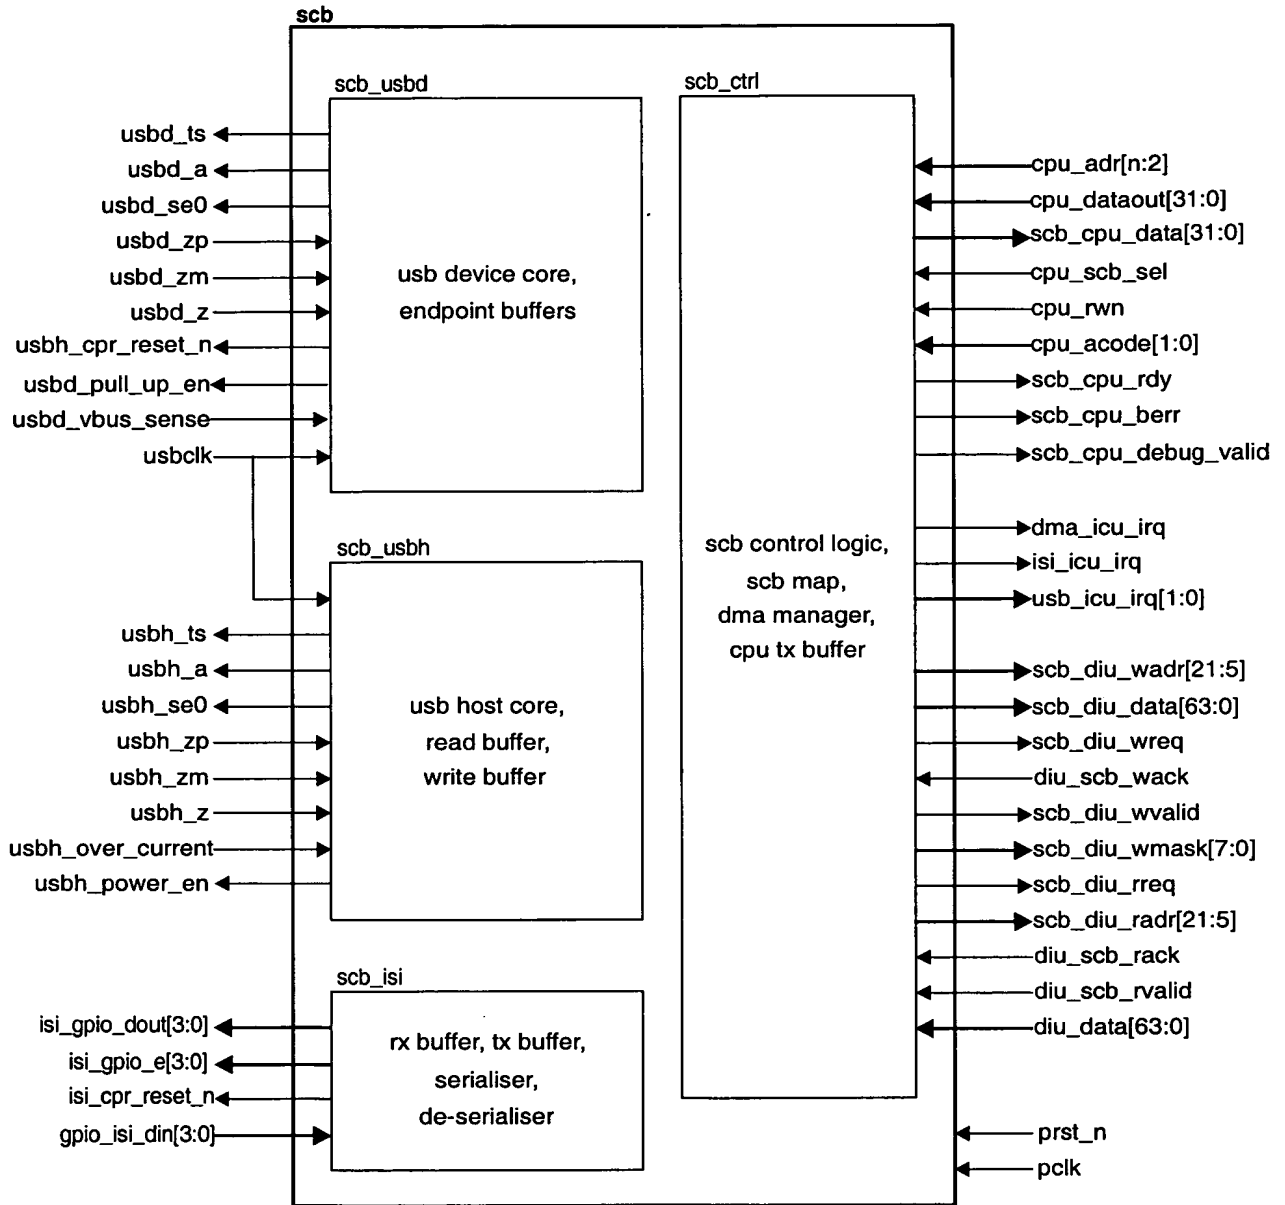 scb
scb_usbd
usbd_ts
usbd_a
usbd_se0
usbd_zp
usbd_zm
usbd_z
usbh_cpr_reset_n
usbd_pull_up_en
usbd_vbus_sense
usbclk
usb device core,
endpoint buffers
scb_usbh
usbh_ts
usbh_a
usbh_se0
usbh_zp
usbh_zm
usbh_z
usbh_over_current
usbh_power_en
usb host core,
read buffer,
write buffer
scb_isi
isi_gpio_dout[3:0]
isi_gpio_e[3:0]
isi_cpr_reset_n
gpio_isi_din[3:0]
rx buffer, tx buffer,
serialiser,
de-serialiser
scb_ctrl
scb control logic,
scb map,
dma manager,
cpu tx buffer
cpu_adr[n:2]
cpu_dataout[31:0]
scb_cpu_data[31:0]
cpu_scb_sel
cpu_rwn
cpu_acode[1:0]
scb_cpu_rdy
scb_cpu_berr
scb_cpu_debug_valid
dma_icu_irq
isi_icu_irq
usb_icu_irq[1:0]
scb_diu_wadr[21:5]
scb_diu_data[63:0]
scb_diu_wreq
diu_scb_wack
scb_diu_wvalid
scb_diu_wmask[7:0]
scb_diu_rreq
scb_diu_radr[21:5]
diu_scb_rack
diu_scb_rvalid
diu_data[63:0]
prst_n
pclk